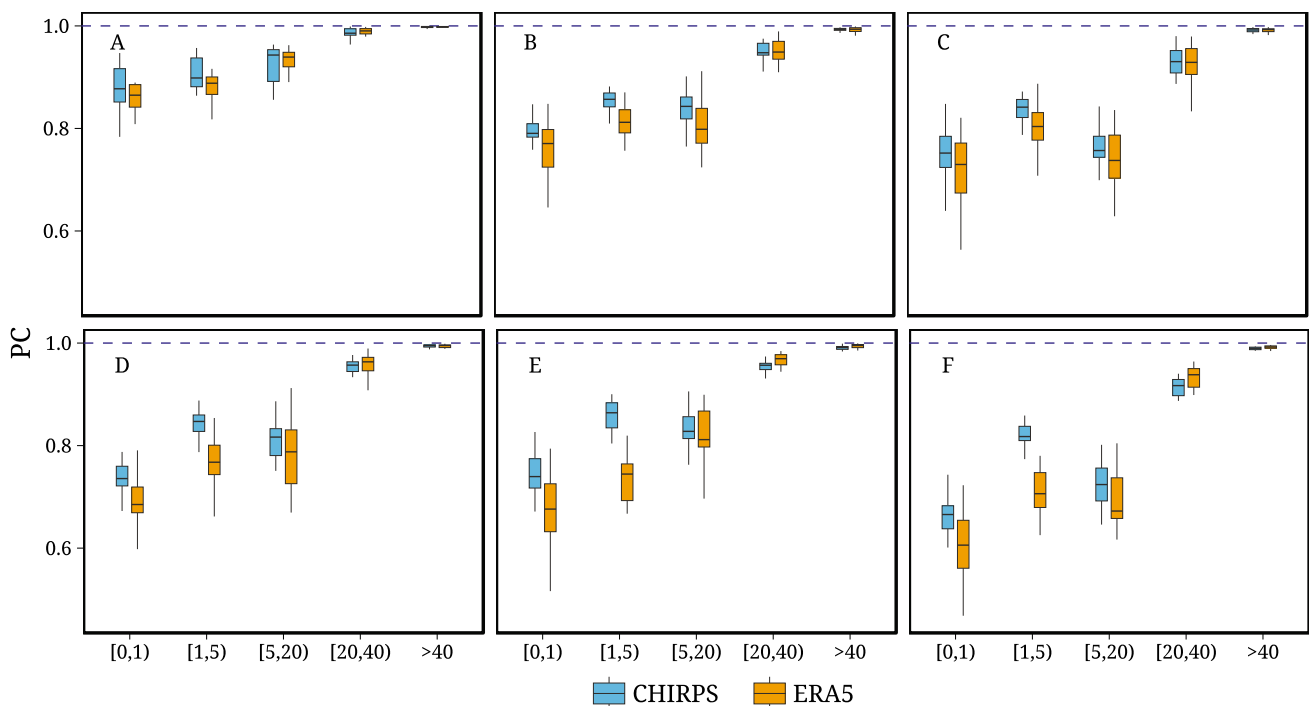 1.0
0.8
0.6
A
B
C
PC
1.0
0.8
0.6
D
E
F
[0,1) [1,5) [5,20) [20,40) >40
[0,1) [1,5) [5,20) [20,40) >40
[0,1) [1,5) [5,20) [20,40) >40
CHIRPS ERA5